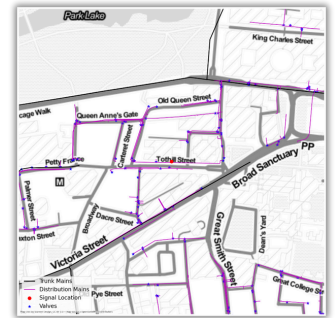 Park Lake
King Charles Street
Old Queen Street
cage Walk
Queen Anne's Gate
Carteret Street
Petty France
Tothill Street
M
PP
Broad Sanctuary
Palmer Street
Broadway
Dacre Street
Dean's Yard
Great Smith Street
Victoria Street
xton Street
Great College St
Pye Street
Trunk Mains
Distribution Mains
Signal Location
Valves